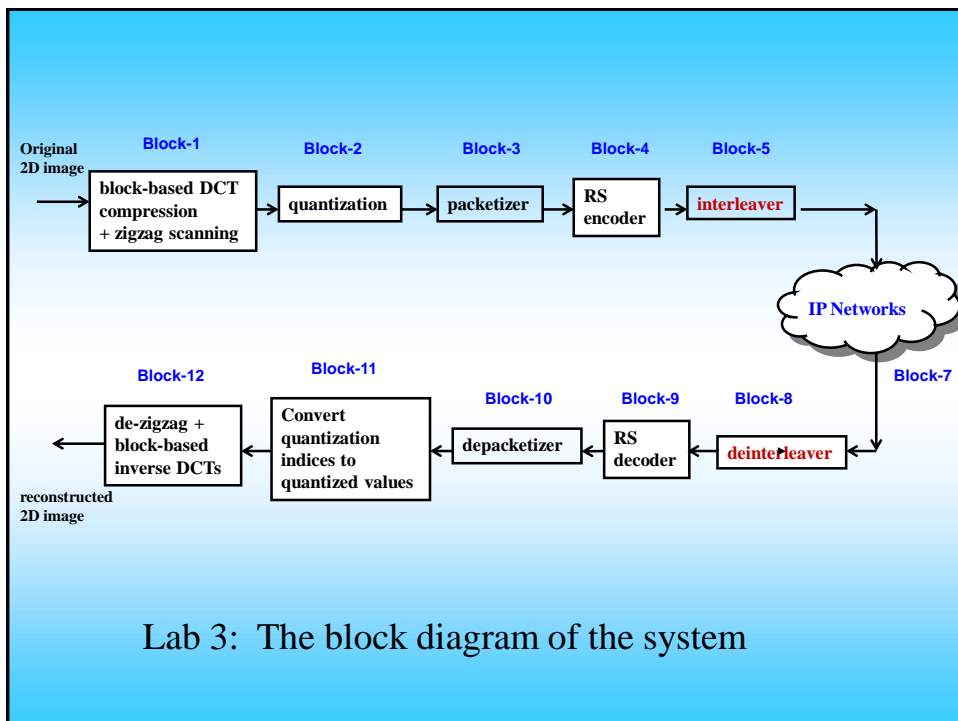 Original
2D image
Block-1
Block-2
Block-3
Block-4
Block-5
block-based DCT
compression
+ zigzag scanning
quantization
packetizer
RS
encoder
interleaver
IP Networks
Block-7
Block-12
Block-11
Block-10
Block-9
Block-8
de-zigzag +
block-based
inverse DCTs
Convert
quantization
indices to
quantized values
depacketizer
RS
decoder
deinterleaver
reconstructed
2D image
Lab 3: The block diagram of the system